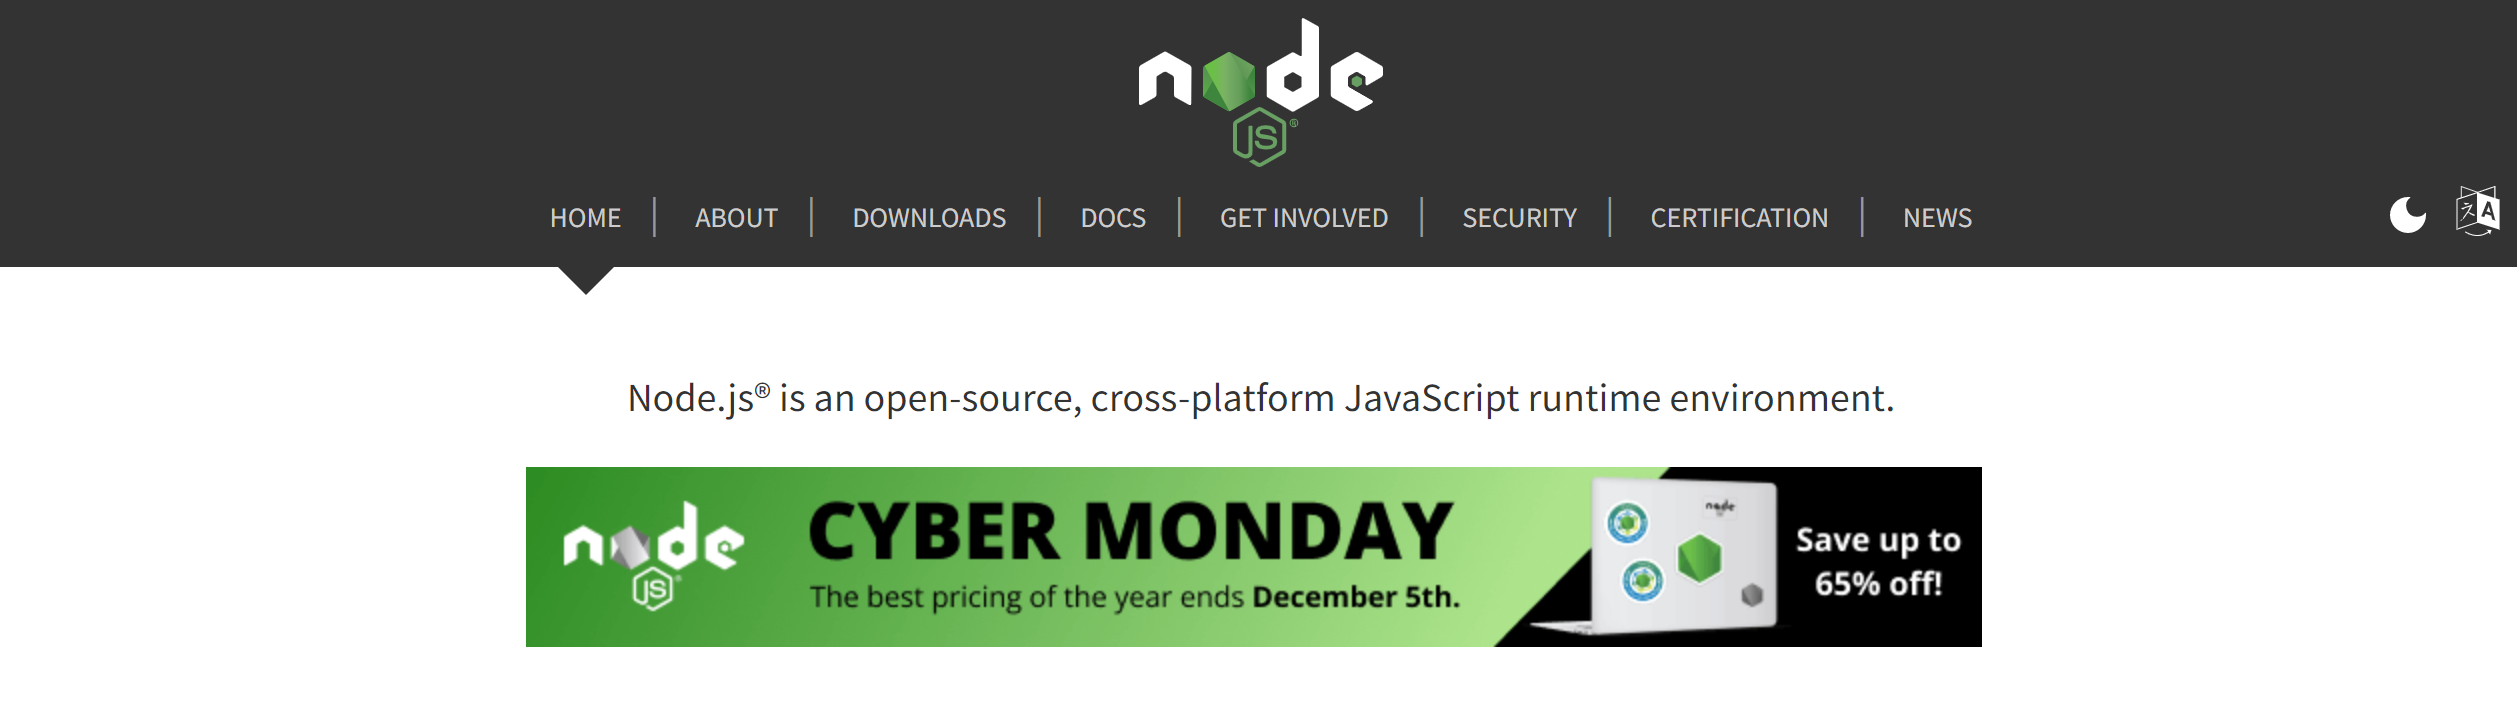 node
JS®
HOME
ABOUT
DOWNLOADS
DOCS
GET INVOLVED
SECURITY
CERTIFICATION
NEWS
Node.js® is an open-source, cross-platform JavaScript runtime environment.
node
JS®
CYBER MONDAY
The best pricing of the year ends December 5th.
node
Save up to
65% off!